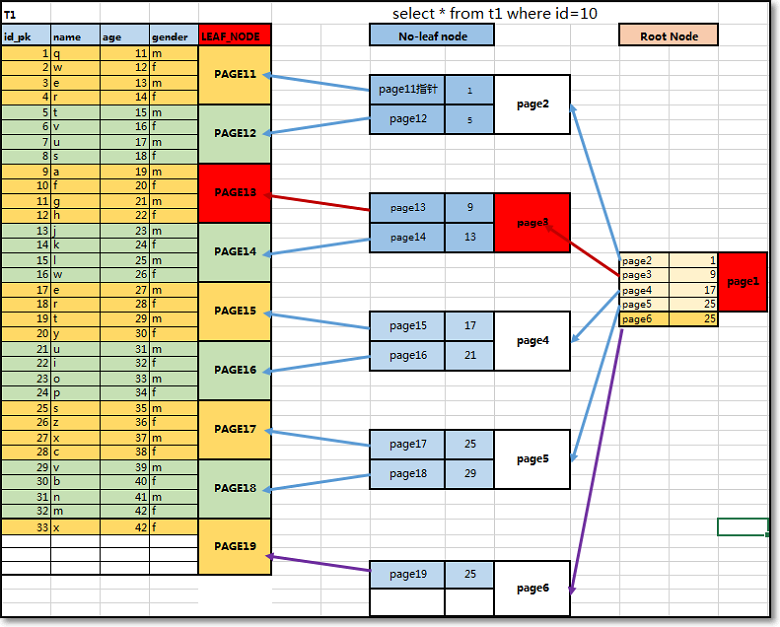 select * from t1 where id=10
T1
id_pk name age gender LEAF_NODE No-leaf node Root Node
1 q 11 m
2 w 12 f
3 e 13 m
4 r 14 f
PAGE11
5 t 15 m
6 v 16 f
7 u 17 m
8 s 18 f
PAGE12
9 a 19 m
10 f 20 f
11 g 21 m
12 h 22 f
PAGE13
13 j 23 m
14 k 24 f
15 l 25 m
16 w 26 f
PAGE14
17 e 27 m
18 r 28 f
19 t 29 m
20 y 30 f
PAGE15
21 u 31 m
22 i 32 f
23 o 33 m
24 p 34 f
PAGE16
25 s 35 m
26 z 36 f
27 x 37 m
28 c 38 f
PAGE17
29 v 39 m
30 b 40 f
31 n 41 m
32 m 42 f
PAGE18
33 x 42 f
PAGE19
page11指针 1
page12 5
page2
page13 9
page14 13
page3
page15 17
page16 21
page4
page17 25
page18 29
page5
page19 25
page6
page2 1
page3 9
page4 17
page5 25
page6 25
page1